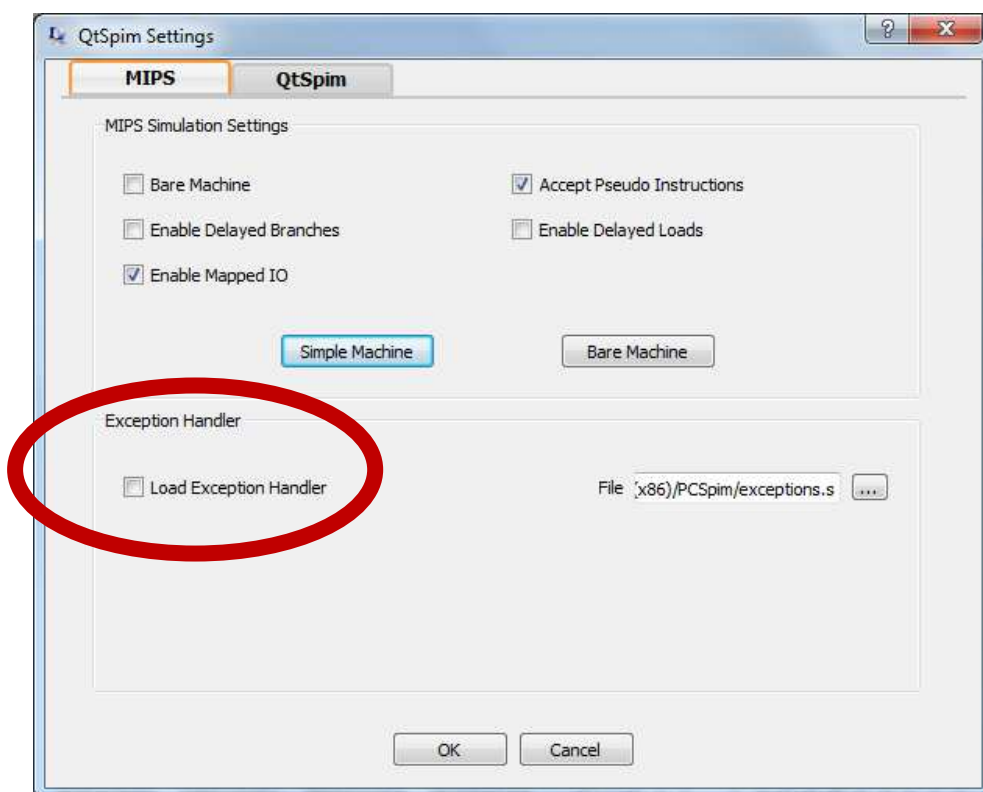 QtSpim Settings
MIPS QtSpim
MIPS Simulation Settings
Bare Machine Accept Pseudo Instructions
Enable Delayed Branches Enable Delayed Loads
Enable Mapped IO
Simple Machine Bare Machine
Exception Handler
Load Exception Handler File (x86)/PCSpim/exceptions.s ...
OK Cancel